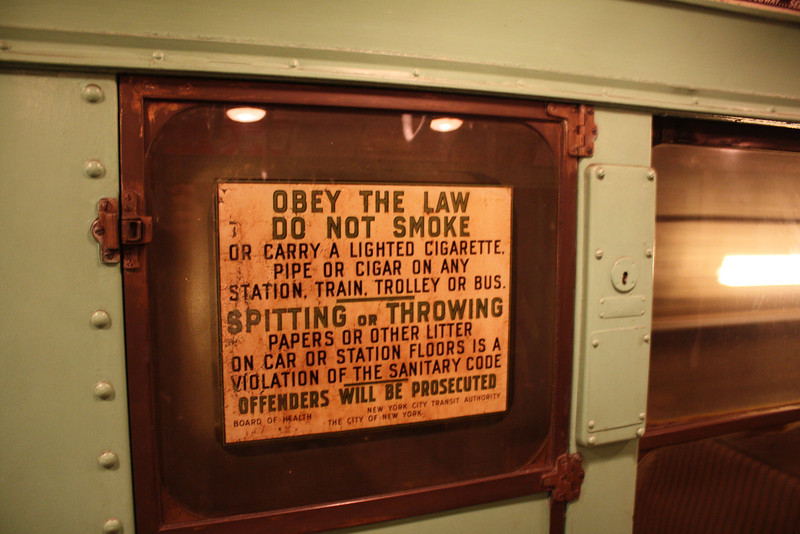 OBEY THE LAW
DO NOT SMOKE
OR CARRY A LIGHTED CIGARETTE,
PIPE OR CIGAR ON ANY
STATION, TRAIN, TROLLEY OR BUS.
SPITTING OR THROWING
PAPERS OR OTHER LITTER
ON CAR OR STATION FLOORS IS A
VIOLATION OF THE SANITARY CODE
OFFENDERS WILL BE PROSECUTED
NEW YORK CITY TRANSIT AUTHORITY
BOARD OF HEALTH THE CITY OF NEW YORK